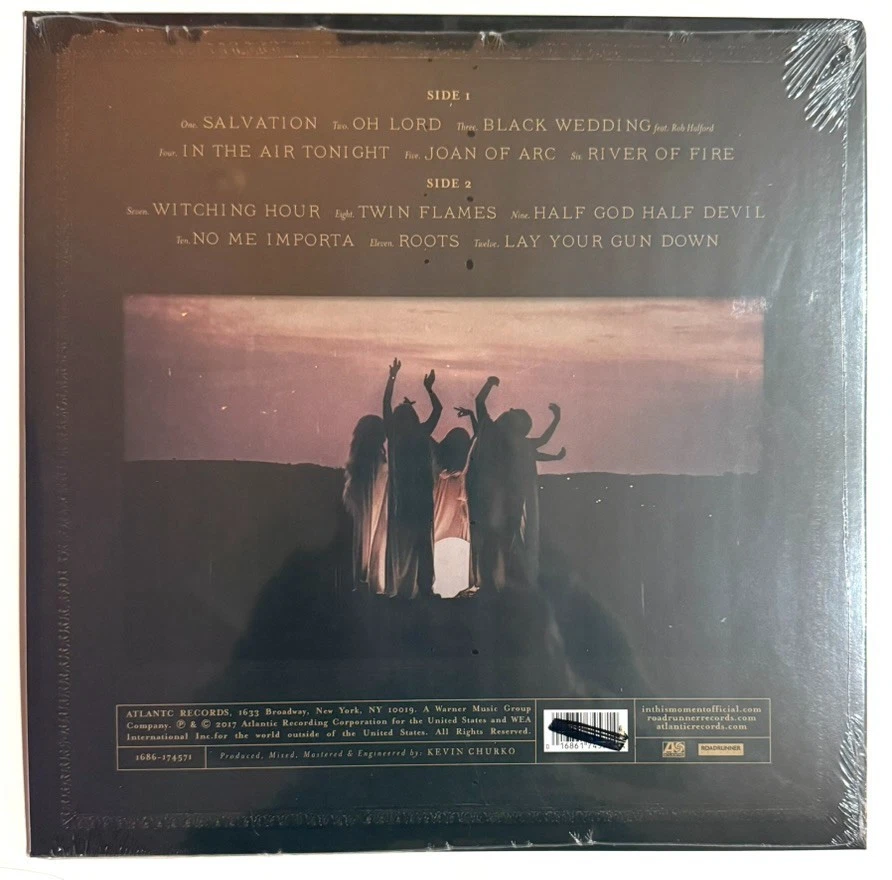 SIDE 1
One. SALVATION Two. OH LORD Three. BLACK WEDDING feat. Rob Halford
Four. IN THE AIR TONIGHT Five. JOAN OF ARC Six. RIVER OF FIRE
SIDE 2
Seven. WITCHING HOUR Eight. TWIN FLAMES Nine. HALF GOD HALF DEVIL
Ten. NO ME IMPORTA Eleven. ROOTS Twelve. LAY YOUR GUN DOWN
ATLANTC RECORDS, 1633 Broadway, New York, NY 10019. A Warner Music Group
Company. ℗ & © 2017 Atlantic Recording Corporation for the United States and WEA
International Inc.for the world outside of the United States. All Rights Reserved.
1686-174571
Produced, Mixed, Mastered & Engineered by: KEVIN CHURKO
0 16861 74
inthismomentofficial.com
roadrunnerrecords.com
atlanticrecords.com
ROADRUNNER